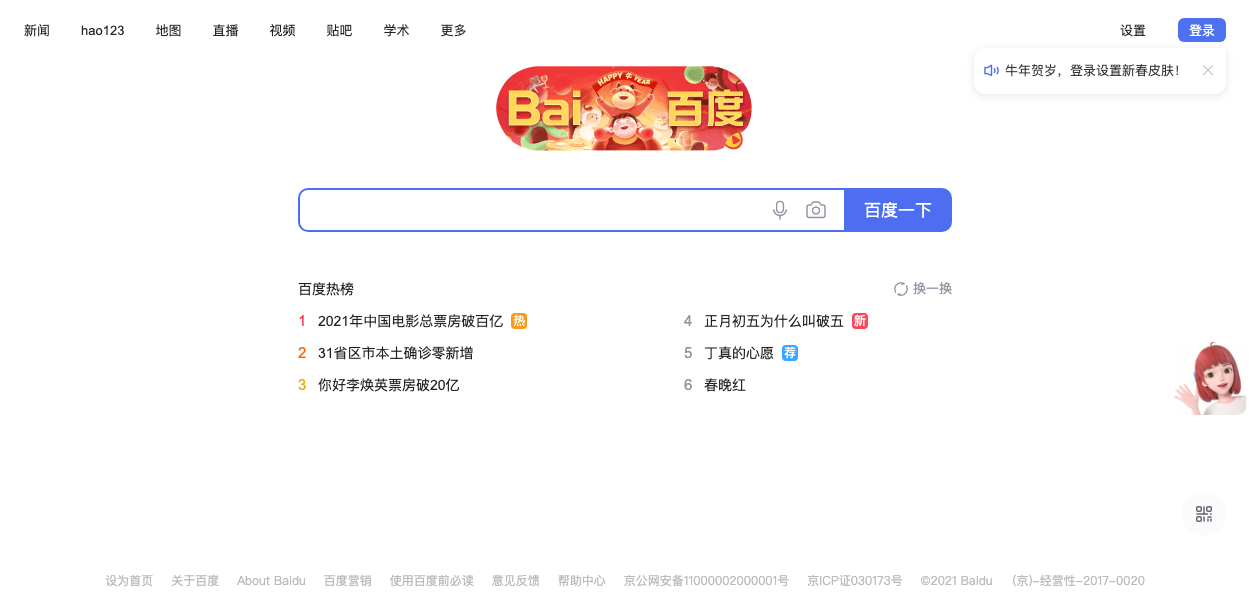 新闻 hao123 地图 直播 视频 贴吧 学术 更多 设置 登录
牛年贺岁，登录设置新春皮肤！
HAPPY 牛 YEAR
Bai 百度
百度一下
百度热榜 换一换
1 2021年中国电影总票房破百亿 热
2 31省区市本土确诊零新增
3 你好李焕英票房破20亿
4 正月初五为什么叫破五 新
5 丁真的心愿 荐
6 春晚红
设为首页 关于百度 About Baidu 百度营销 使用百度前必读 意见反馈 帮助中心 京公网安备11000002000001号 京ICP证030173号 ©2021 Baidu (京)-经营性-2017-0020